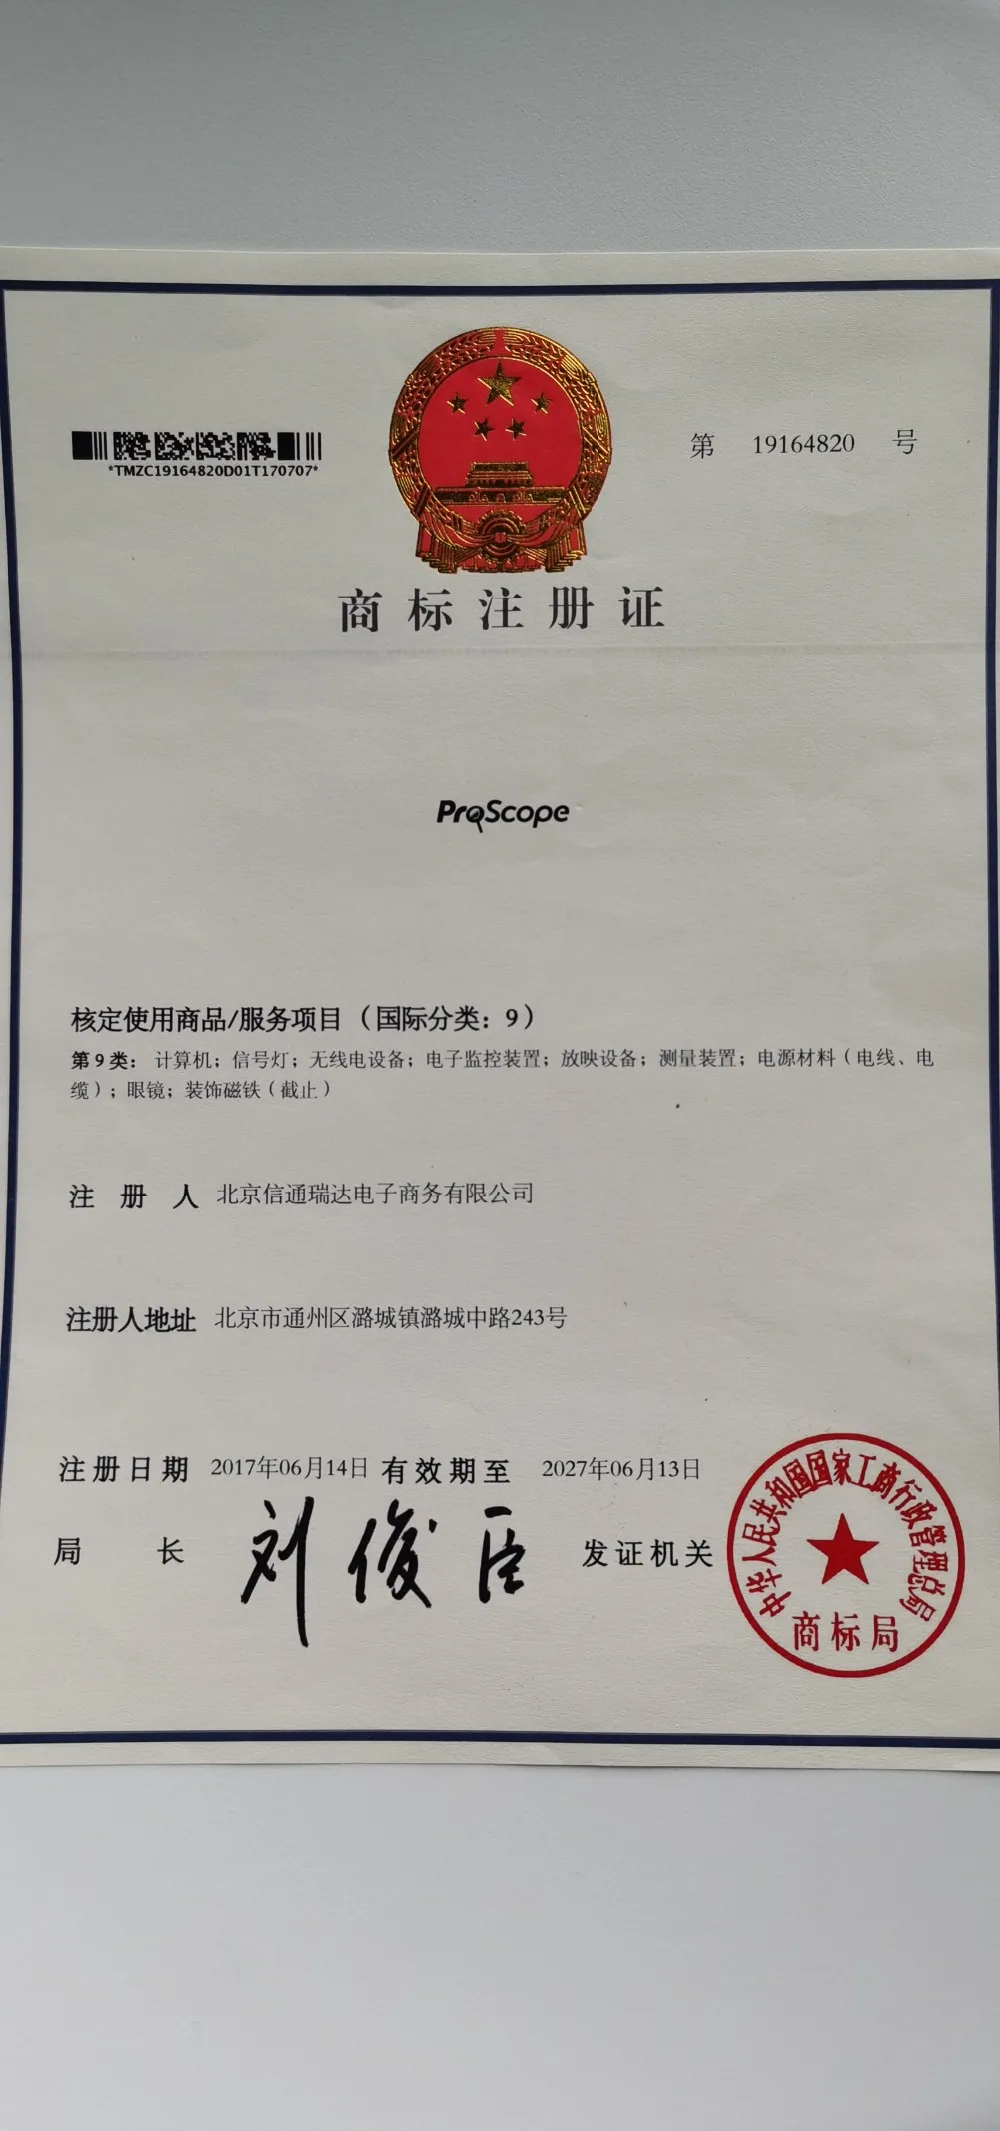 *TMZC19164820D01T170707*
第 19164820 号
商标注册证
ProScope
核定使用商品/服务项目（国际分类：9）
第9类： 计算机；信号灯；无线电设备；电子监控装置；放映设备；测量装置；电源材料（电线、电
缆）；眼镜；装饰磁铁（截止）
注册人 北京信通瑞达电子商务有限公司
注册人地址 北京市通州区潞城镇潞城中路243号
注册日期 2017年06月14日 有效期至 2027年06月13日
局长 刘俊臣 发证机关
中华人民共和国国家工商行政管理总局
商标局